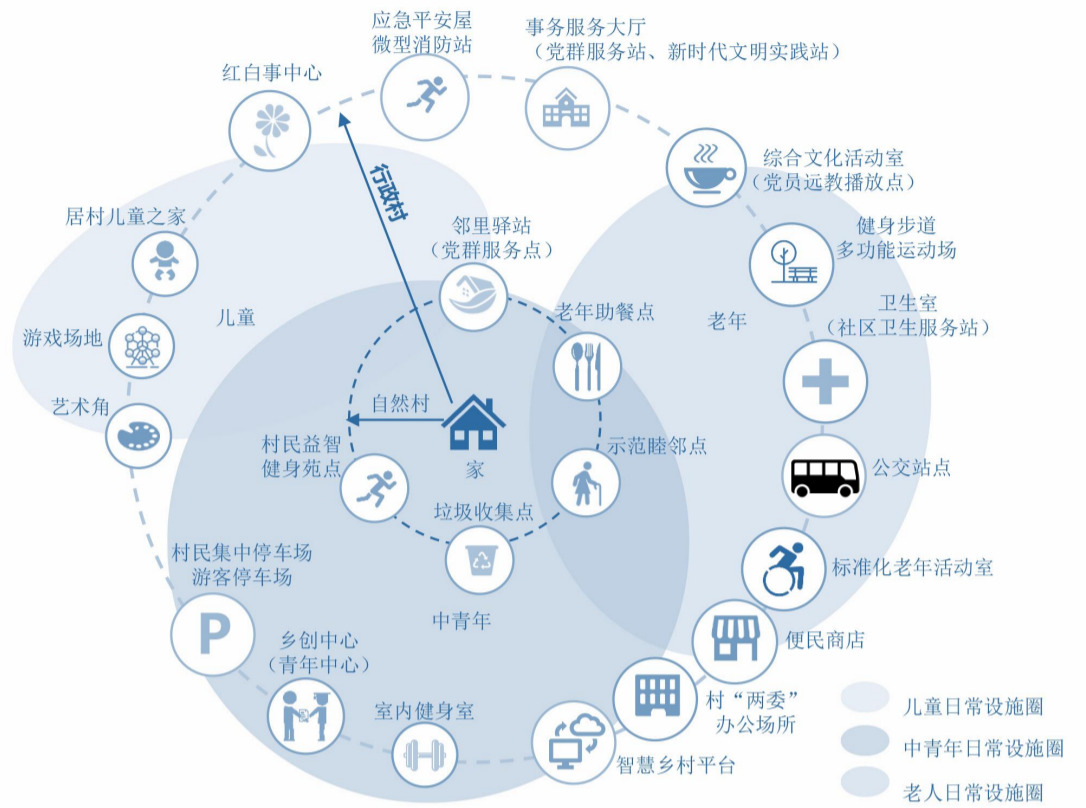 应急平安屋
微型消防站
事务服务大厅
（党群服务站、新时代文明实践站）
红白事中心
综合文化活动室
（党员远教播放点）
行政村
居村儿童之家
邻里驿站
（党群服务点）
健身步道
多功能运动场
卫生室
（社区卫生服务站）
老年助餐点
老年
儿童
游戏场地
艺术角
自然村
村民益智
健身苑点
家
示范睦邻点
公交站点
垃圾收集点
村民集中停车场
游客停车场
标准化老年活动室
P
中青年
乡创中心
（青年中心）
便民商店
室内健身室
村“两委”
办公场所
智慧乡村平台
儿童日常设施圈
中青年日常设施圈
老人日常设施圈